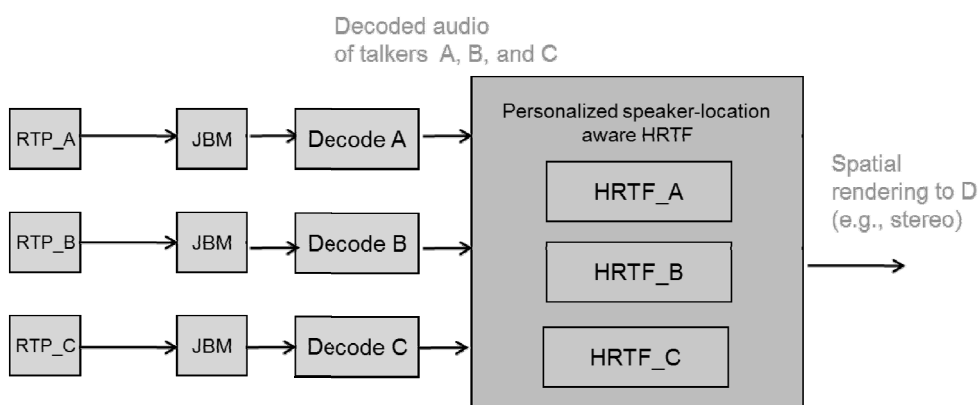 Decoded audio
of talkers A, B, and C
Personalized speaker-location
aware HRTF
RTP_A
JBM
Decode A
HRTF_A
Spatial
rendering to D
(e.g., stereo)
RTP_B
JBM
Decode B
HRTF_B
RTP_C
JBM
Decode C
HRTF_C